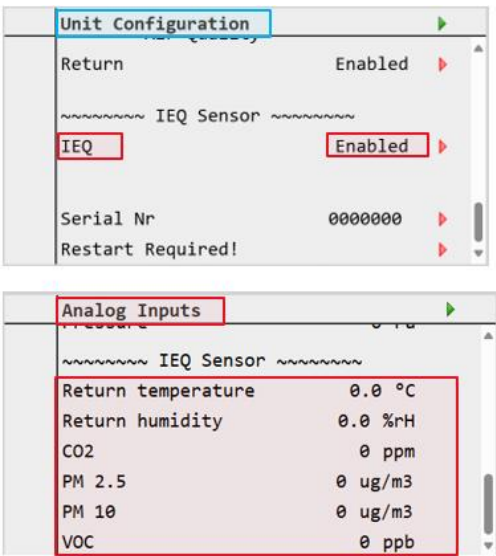 Unit Configuration
Return Enabled
~~~~~~~~ IEQ Sensor ~~~~~~~~
IEQ Enabled
Serial Nr 0000000
Restart Required!
Analog Inputs
~~~~~~~~ IEQ Sensor ~~~~~~~~
Return temperature 0.0 °C
Return humidity 0.0 %rH
CO2 0 ppm
PM 2.5 0 ug/m3
PM 10 0 ug/m3
VOC 0 ppb